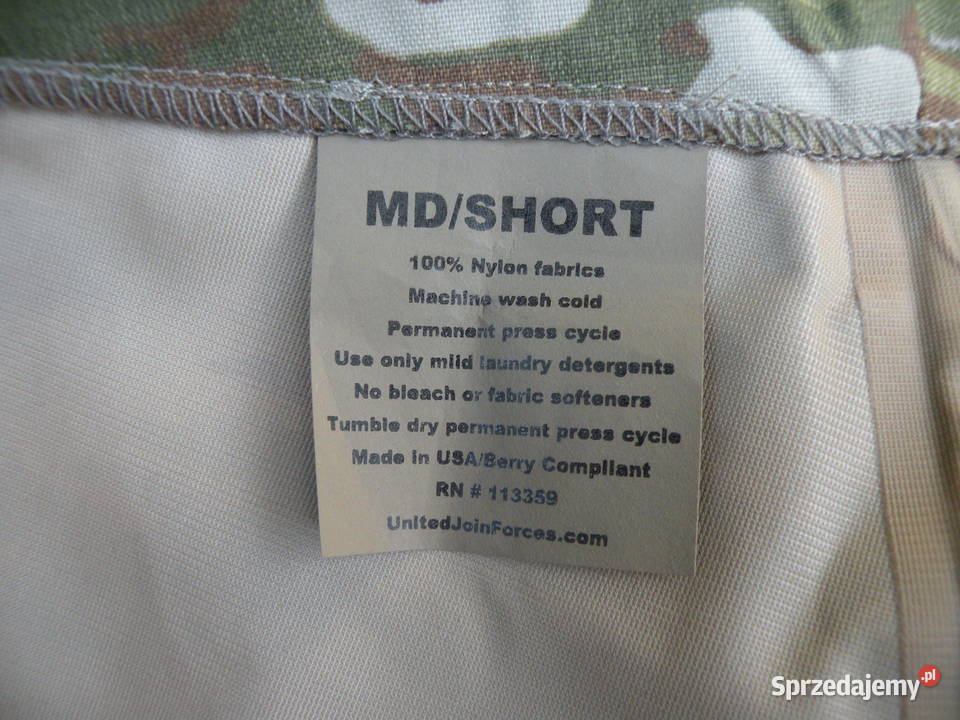 MD/SHORT
100% Nylon fabrics
Machine wash cold
Permanent press cycle
Use only mild laundry detergents
No bleach or fabric softeners
Tumble dry permanent press cycle
Made in USA/Berry Compliant
RN # 113359
UnitedJoinForces.com
Sprzedajemy.pl